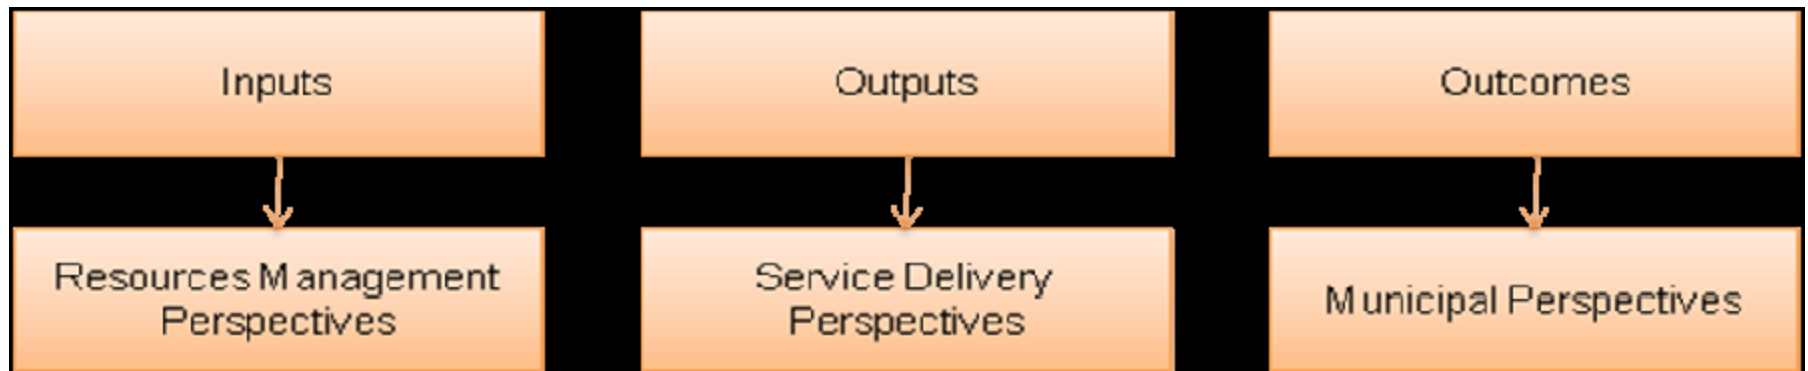 Inputs
Outputs
Outcomes
Resources Management
Perspectives
Service Delivery
Perspectives
Municipal Perspectives